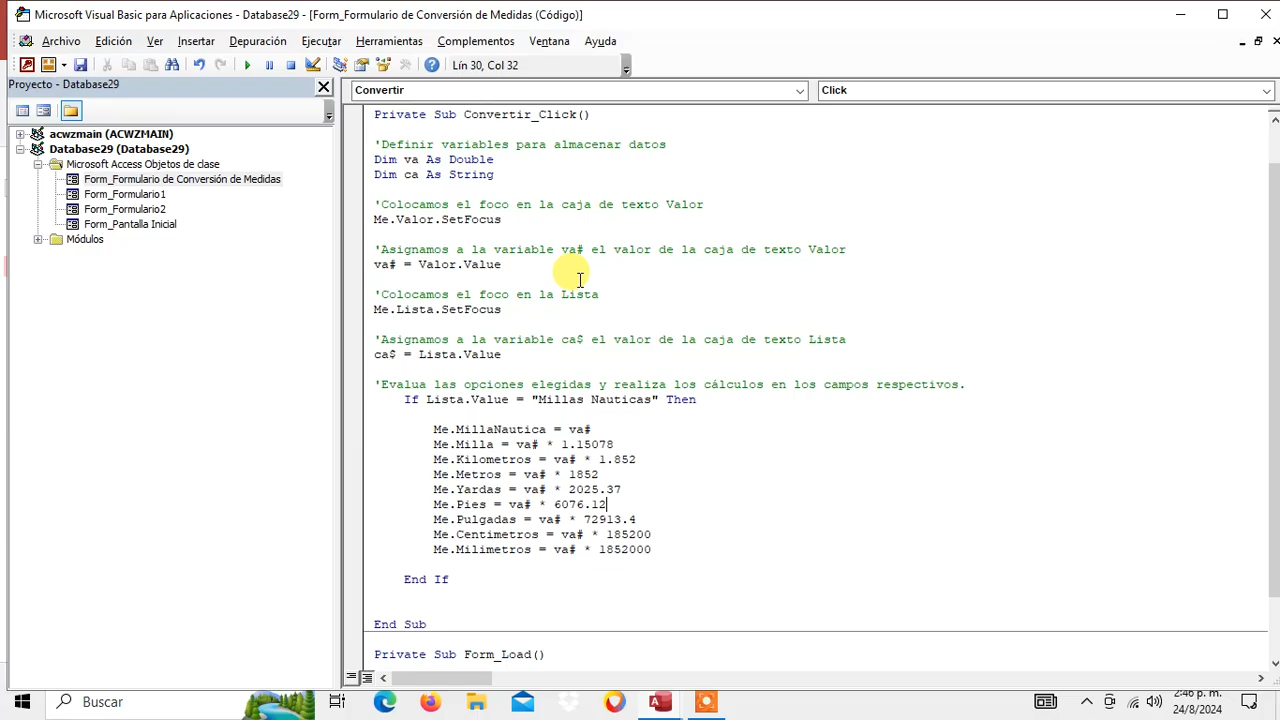 Microsoft Visual Basic para Aplicaciones - Database29 - [Form_Formulario de Conversión de Medidas (Código)]
Archivo Edición Ver Insertar Formato Depuración Ejecutar Herramientas Complementos Ventana Ayuda
Lín 30, Col 32
Proyecto - Database29
Convertir
Click
acwzmain (ACWZMAIN)
Database29 (Database29)
Microsoft Access Objetos de clase
Form_Formulario de Conversión de Medidas
Form_Formulario1
Form_Formulario2
Form_Pantalla Inicial
Módulos
Private Sub Convertir_Click()
'Definir variables para almacenar datos
Dim va As Double
Dim ca As String
'Colocamos el foco en la caja de texto Valor
Me.Valor.SetFocus
'Asignamos a la variable va# el valor de la caja de texto Valor
va# = Valor.Value
'Colocamos el foco en la Lista
Me.Lista.SetFocus
'Asignamos a la variable ca$ el valor de la caja de texto Lista
ca$ = Lista.Value
'Evalua las opciones elegidas y realiza los cálculos en los campos respectivos.
If Lista.Value = "Millas Nauticas" Then
Me.MillaNautica = va#
Me.Milla = va# * 1.15078
Me.Kilometros = va# * 1.852
Me.Metros = va# * 1852
Me.Yardas = va# * 2025.37
Me.Pies = va# * 6076.12
Me.Pulgadas = va# * 72913.4
Me.Centimetros = va# * 185200
Me.Milimetros = va# * 1852000
End If
End Sub
Private Sub Form_Load()
Buscar
2:46 p. m.
24/8/2024